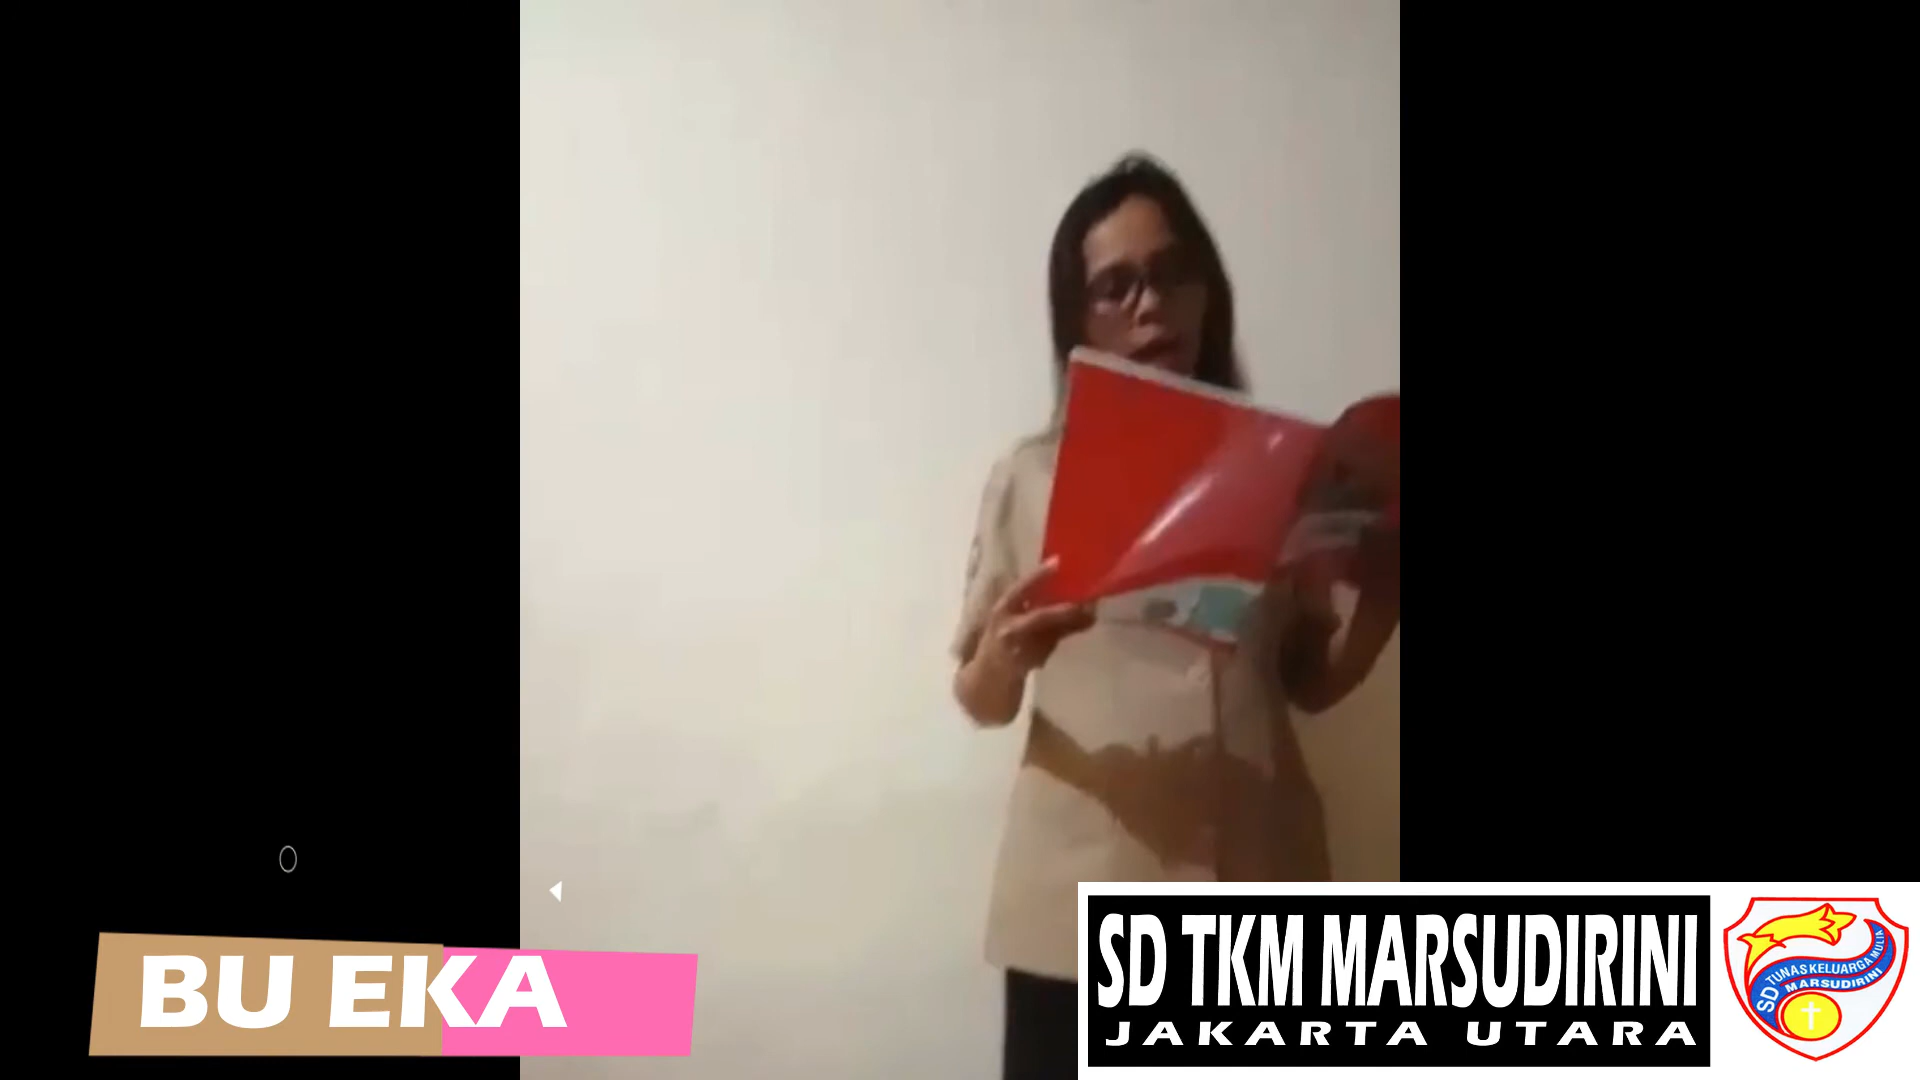 BU EKA
SD TKM MARSUDIRINI
JAKARTA UTARA
SD TUNAS KELUARGA MULIA
MARSUDIRINI